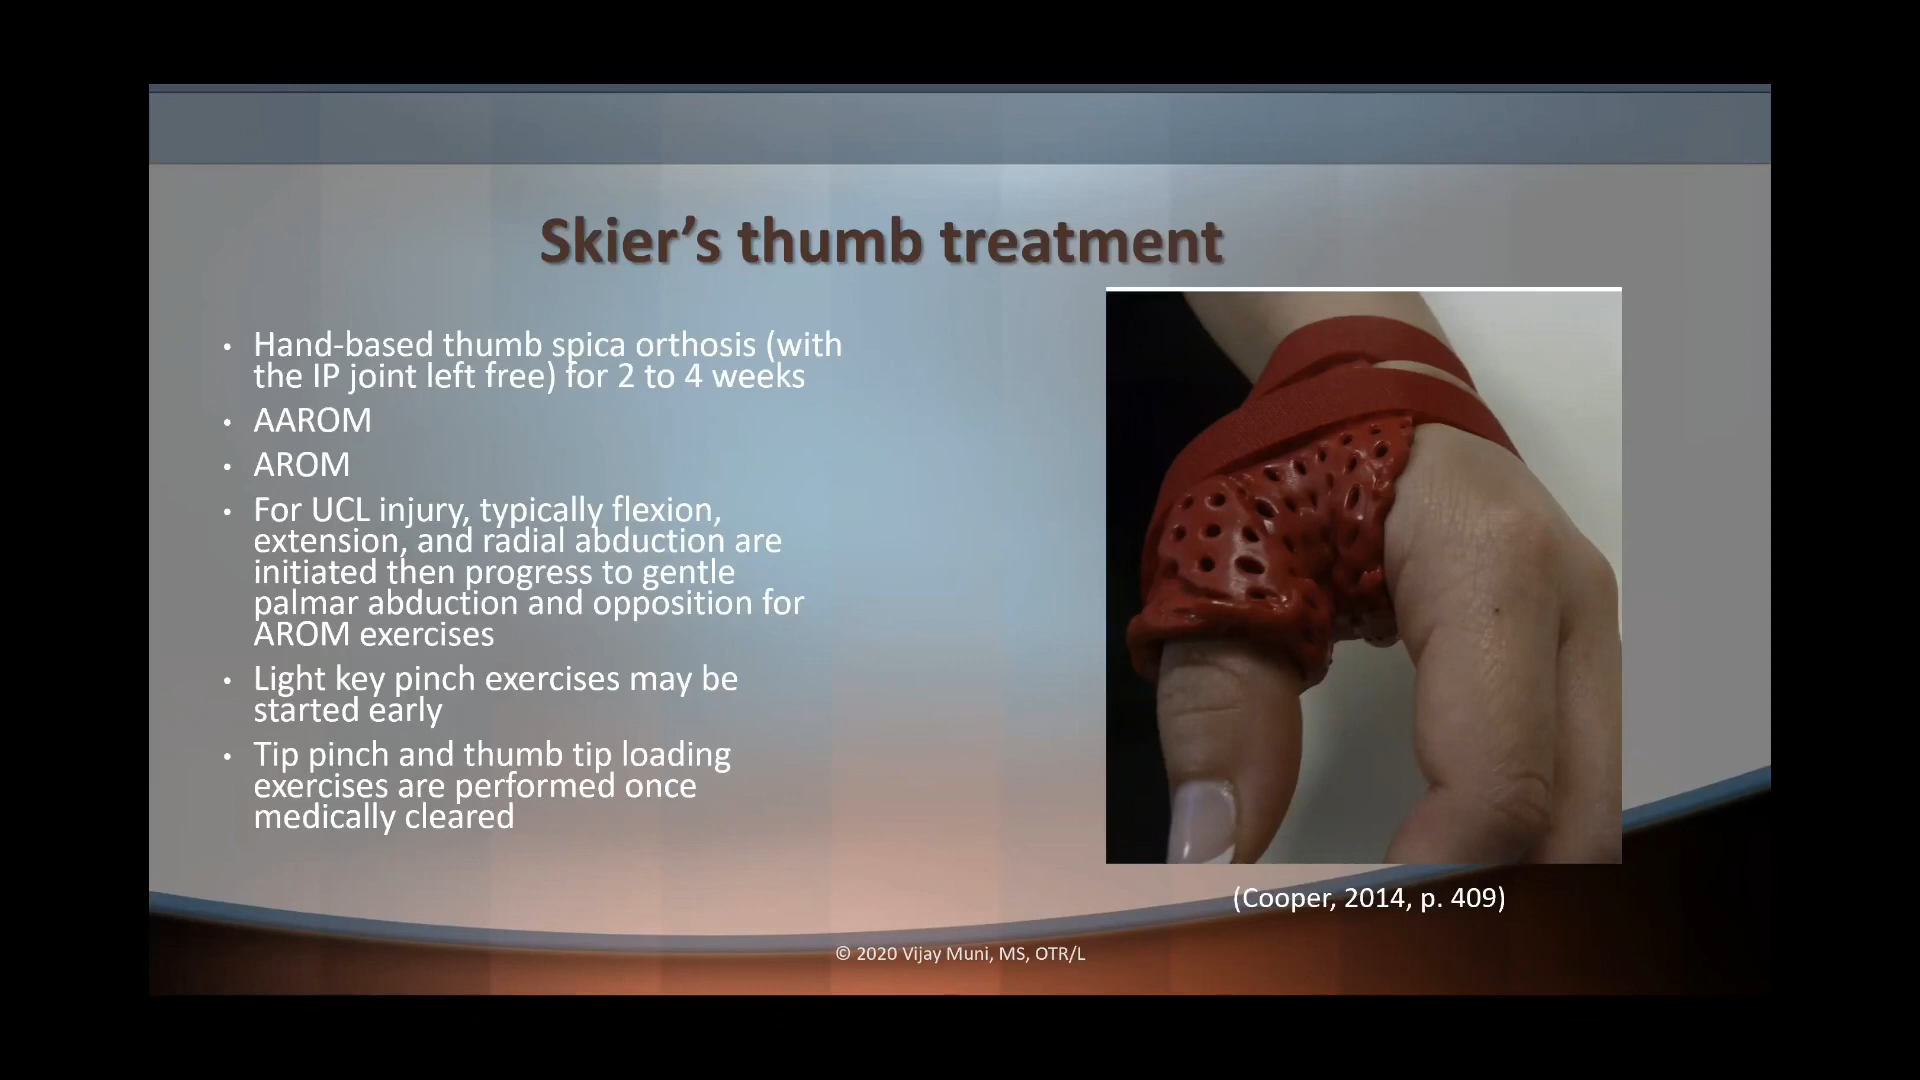 Skier’s thumb treatment
• Hand-based thumb spica orthosis (with
the IP joint left free) for 2 to 4 weeks
• AAROM
• AROM
• For UCL injury, typically flexion,
extension, and radial abduction are
initiated then progress to gentle
palmar abduction and opposition for
AROM exercises
• Light key pinch exercises may be
started early
• Tip pinch and thumb tip loading
exercises are performed once
medically cleared
(Cooper, 2014, p. 409)
© 2020 Vijay Muni, MS, OTR/L